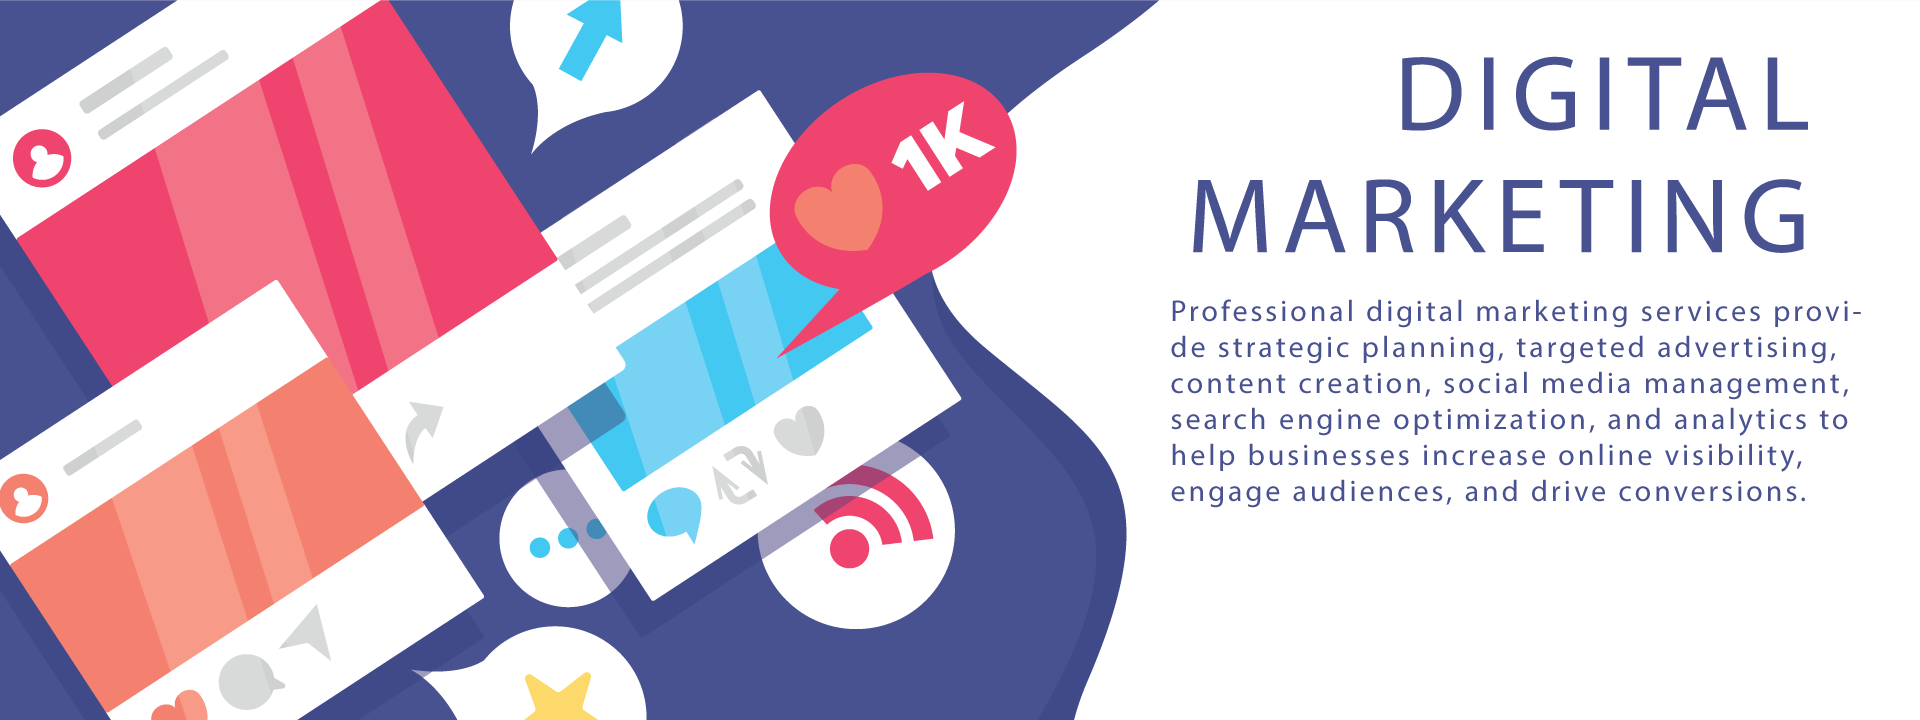 1K
DIGITAL
MARKETING
Professional digital marketing services provi-
de strategic planning, targeted advertising,
content creation, social media management,
search engine optimization, and analytics to
help businesses increase online visibility,
engage audiences, and drive conversions.